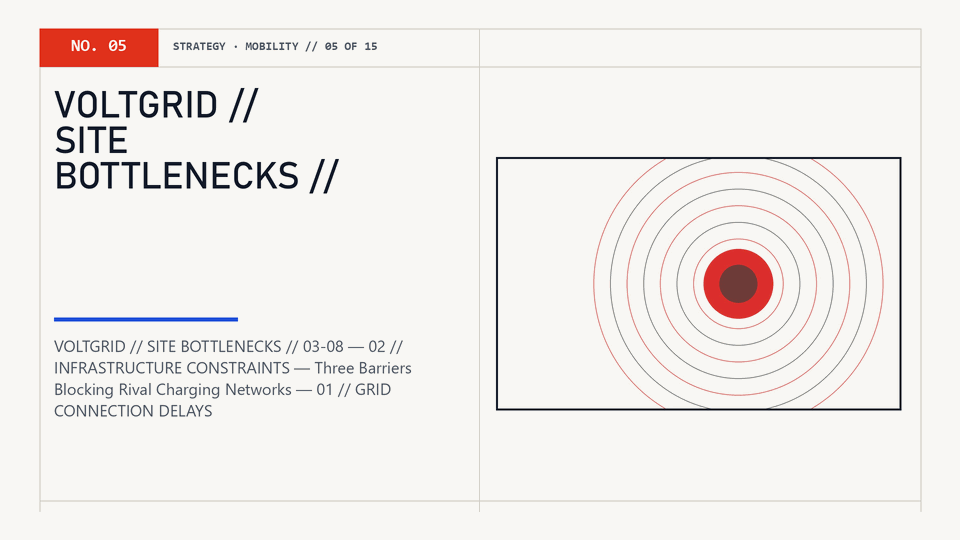 NO. 05
STRATEGY · MOBILITY // 05 OF 15
VOLTGRID //
SITE
BOTTLENECKS //
VOLTGRID // SITE BOTTLENECKS // 03-08 — 02 //
INFRASTRUCTURE CONSTRAINTS — Three Barriers
Blocking Rival Charging Networks — 01 // GRID
CONNECTION DELAYS